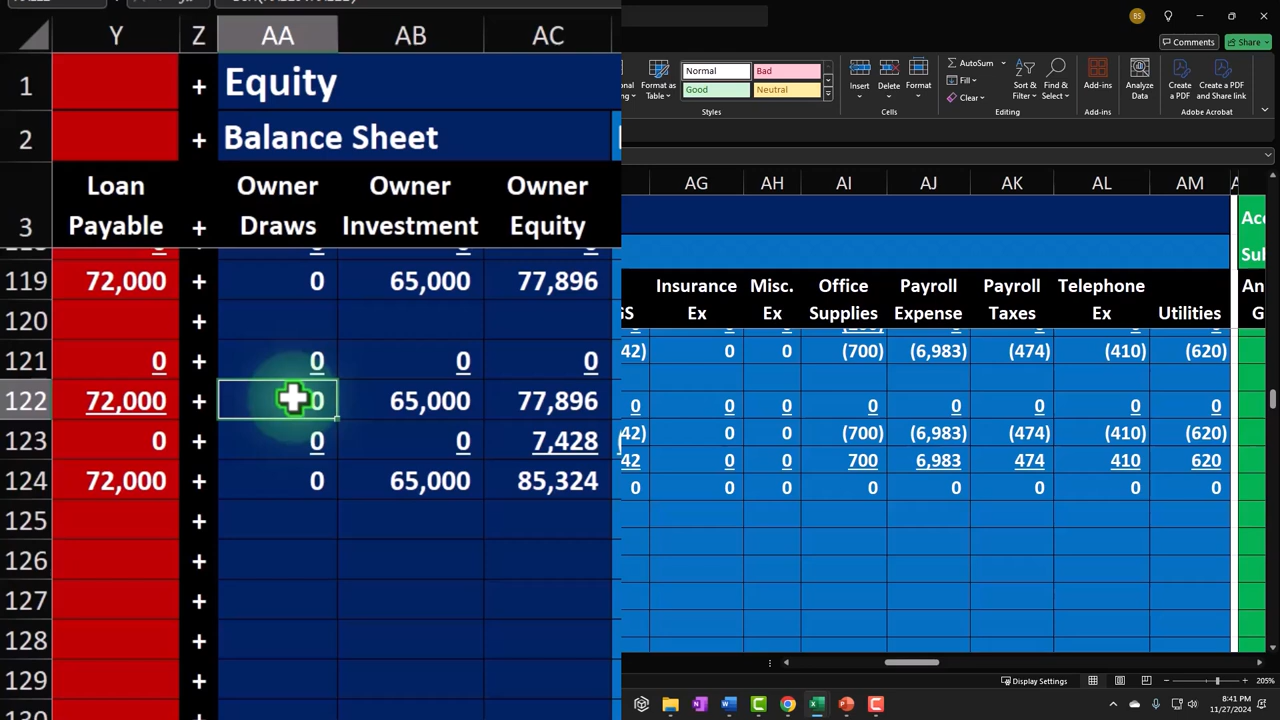 BS
Comments
Share
Format as
Table
Normal
Bad
Good
Neutral
Styles
Insert
Delete
Format
Cells
AutoSum
Fill
Clear
Sort &
Filter
Find &
Select
Editing
Add-ins
Add-ins
Analyze
Data
Create a
PDF
Create a PDF
and Share link
Adobe Acrobat
Y Z AA AB AC
1 + Equity
2 + Balance Sheet
3 Loan Payable + Owner Draws Owner Investment Owner Equity
119 72,000 + 0 65,000 77,896
120 +
121 0 + 0 0 0
122 72,000 + 0 65,000 77,896
123 0 + 0 0 7,428
124 72,000 + 0 65,000 85,324
125 +
126 +
127 +
128 +
129 +
AG AH AI AJ AK AL AM
Insurance Ex Misc. Ex Office Supplies Payroll Expense Payroll Taxes Telephone Ex Utilities
42) 0 0 (700) (6,983) (474) (410) (620)
0 0 0 0 0 0 0 0
42) 0 0 (700) (6,983) (474) (410) (620)
42 0 0 700 6,983 474 410 620
0 0 0 0 0 0 0 0
Display Settings
205%
8:41 PM
11/27/2024